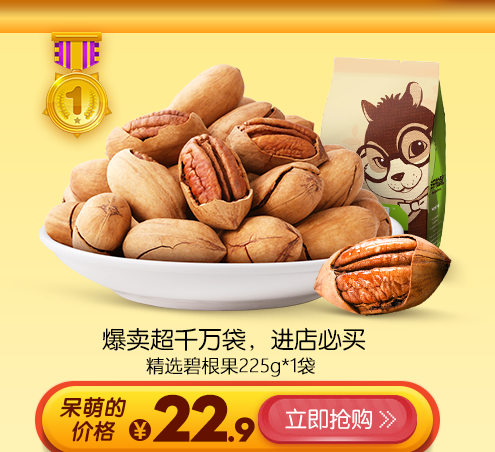 1
爆卖超千万袋，进店必买
精选碧根果225g*1袋
呆萌的
价格
¥22.9
立即抢购 >>